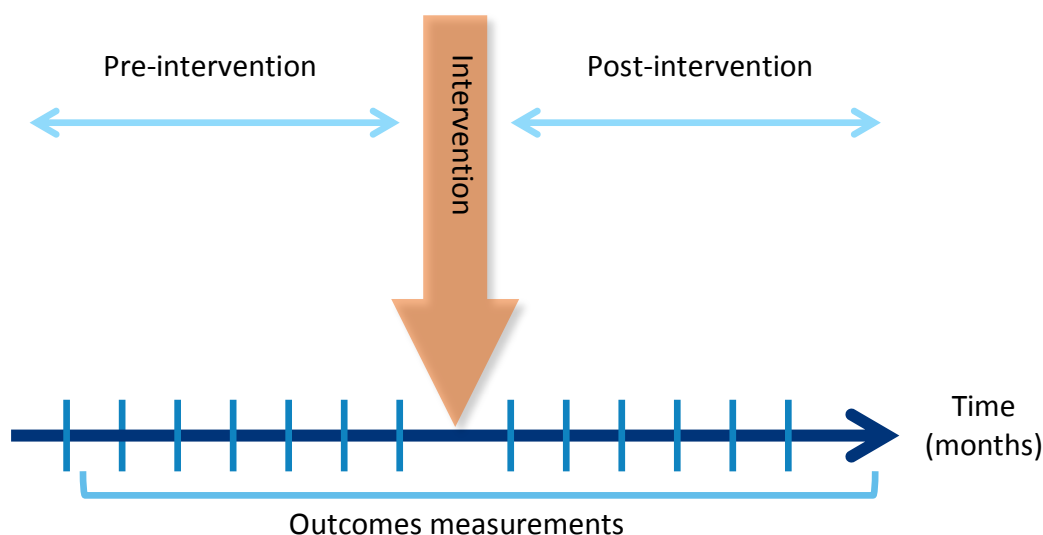 Pre-intervention
Intervention
Post-intervention
Time
(months)
Outcomes measurements